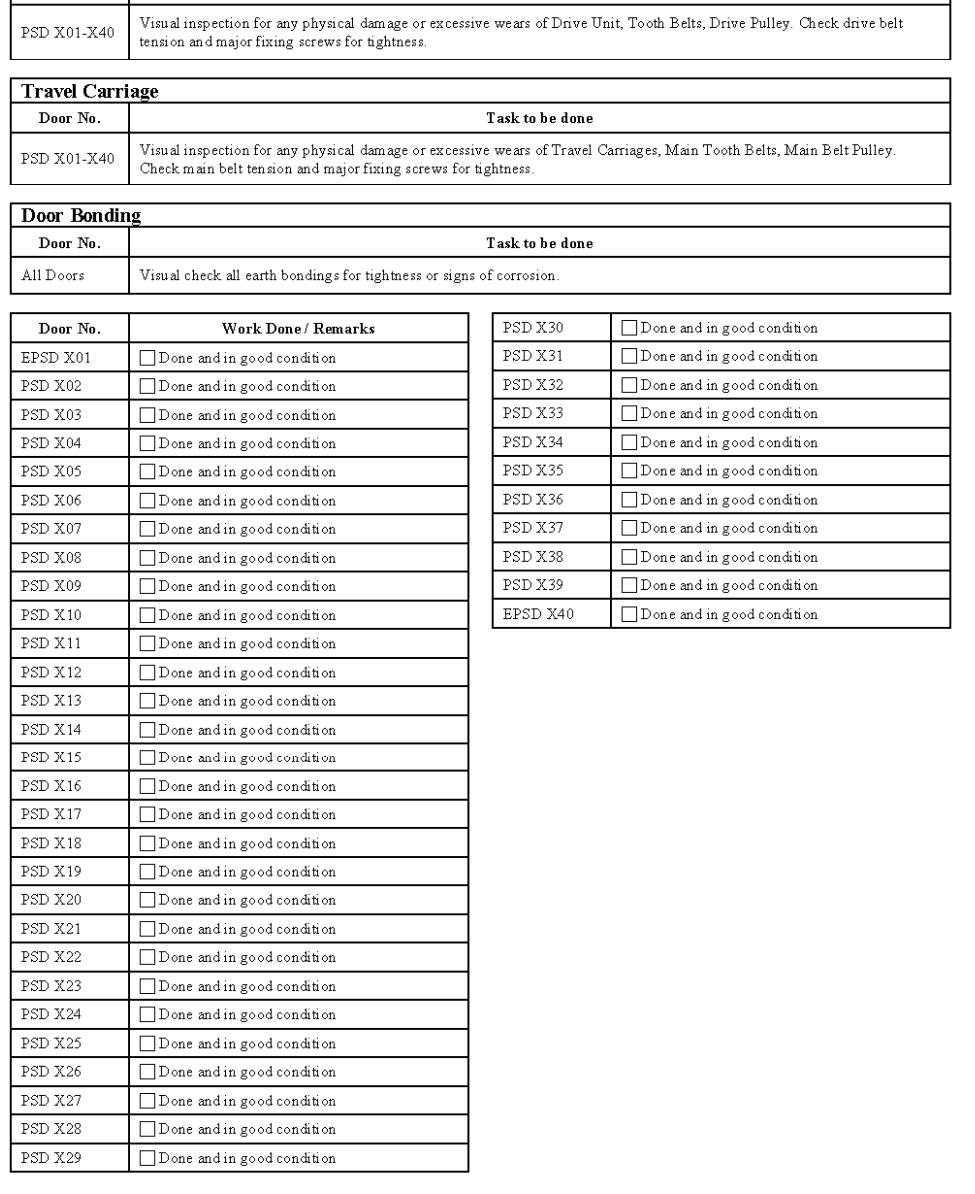 PSD X01-X40
Visual inspection for any physical damage or excessive wears of Drive Unit, Tooth Belts, Drive Pulley. Check drive belt
tension and major fixing screws for tightness.
Travel Carriage
Door No. Task to be done
PSD X01-X40
Visual inspection for any physical damage or excessive wears of Travel Carriages, Main Tooth Belts, Main Belt Pulley.
Check main belt tension and major fixing screws for tightness.
Door Bonding
Door No. Task to be done
All Doors Visual check all earth bondings for tightness or signs of corrosion.
Door No. Work Done / Remarks
EPSD X01 Done and in good condition
PSD X02 Done and in good condition
PSD X03 Done and in good condition
PSD X04 Done and in good condition
PSD X05 Done and in good condition
PSD X06 Done and in good condition
PSD X07 Done and in good condition
PSD X08 Done and in good condition
PSD X09 Done and in good condition
PSD X10 Done and in good condition
PSD X11 Done and in good condition
PSD X12 Done and in good condition
PSD X13 Done and in good condition
PSD X14 Done and in good condition
PSD X15 Done and in good condition
PSD X16 Done and in good condition
PSD X17 Done and in good condition
PSD X18 Done and in good condition
PSD X19 Done and in good condition
PSD X20 Done and in good condition
PSD X21 Done and in good condition
PSD X22 Done and in good condition
PSD X23 Done and in good condition
PSD X24 Done and in good condition
PSD X25 Done and in good condition
PSD X26 Done and in good condition
PSD X27 Done and in good condition
PSD X28 Done and in good condition
PSD X29 Done and in good condition
PSD X30 Done and in good condition
PSD X31 Done and in good condition
PSD X32 Done and in good condition
PSD X33 Done and in good condition
PSD X34 Done and in good condition
PSD X35 Done and in good condition
PSD X36 Done and in good condition
PSD X37 Done and in good condition
PSD X38 Done and in good condition
PSD X39 Done and in good condition
EPSD X40 Done and in good condition